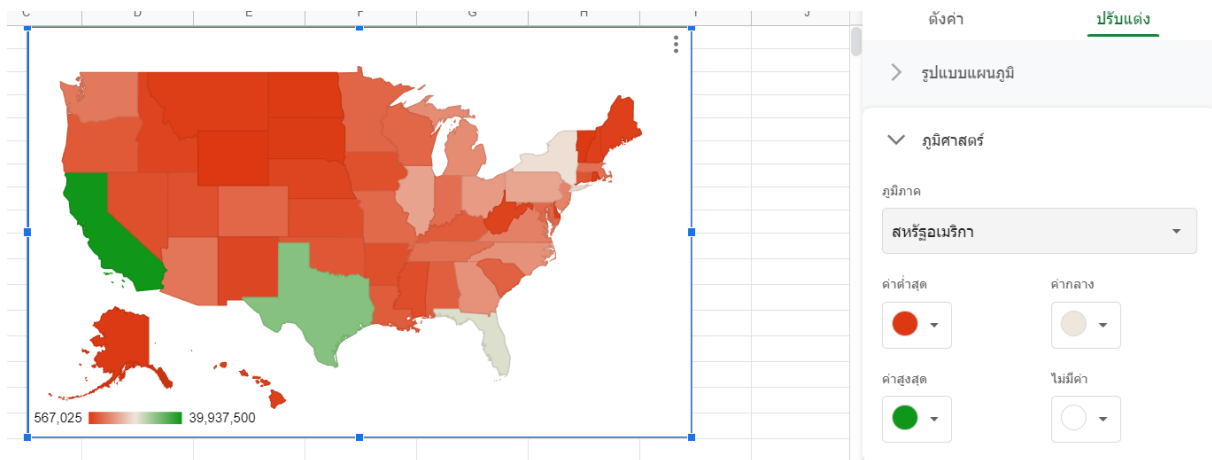 ตั้งค่า
ปรับแต่ง
รูปแบบแผนภูมิ
ภูมิศาสตร์
ภูมิภาค
สหรัฐอเมริกา
ค่าต่ำสุด
ค่ากลาง
ค่าสูงสุด
ไม่มีค่า
567,025
39,937,500